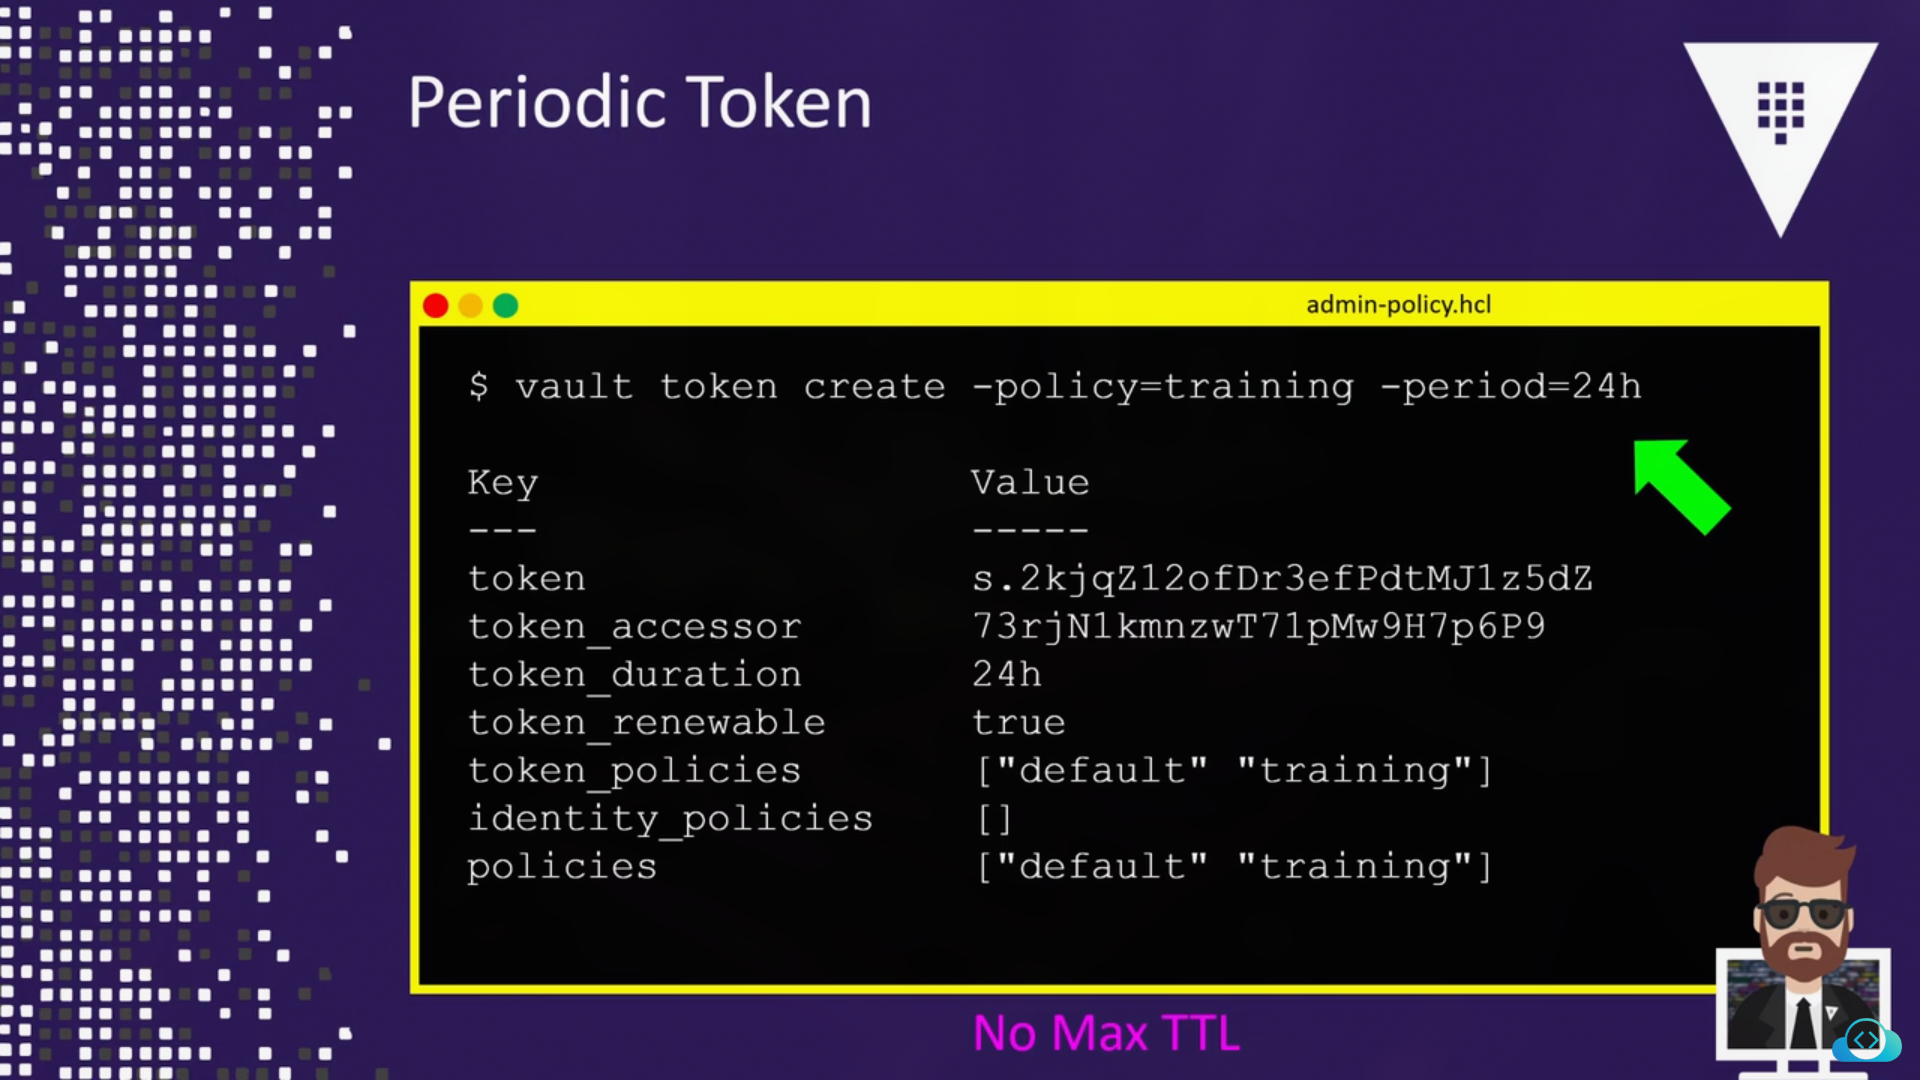 Periodic Token
admin-policy.hcl
$ vault token create -policy=training -period=24h
Key Value
--- -----
token s.2kjqZ12ofDr3efPdtMJ1z5dZ
token_accessor 73rjN1kmnzwT71pMw9H7p6P9
token_duration 24h
token_renewable true
token_policies ["default" "training"]
identity_policies []
policies ["default" "training"]
No Max TTL